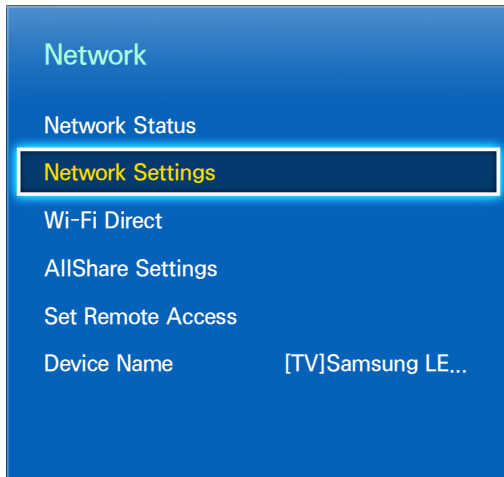 Network
Network Status
Network Settings
Wi-Fi Direct
AllShare Settings
Set Remote Access
Device Name [TV]Samsung LE...